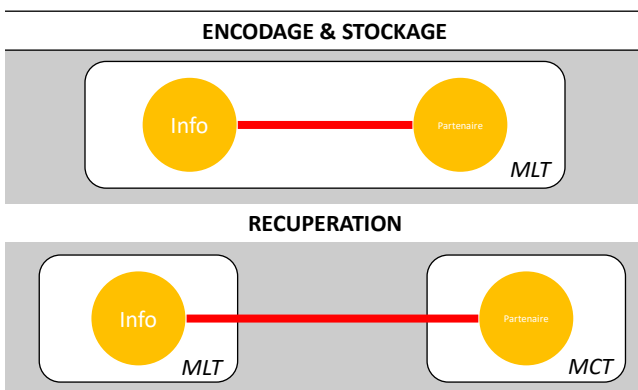 ENCODAGE & STOCKAGE
Info
Partenaire
MLT
RECUPERATION
Info
Partenaire
MLT
MCT